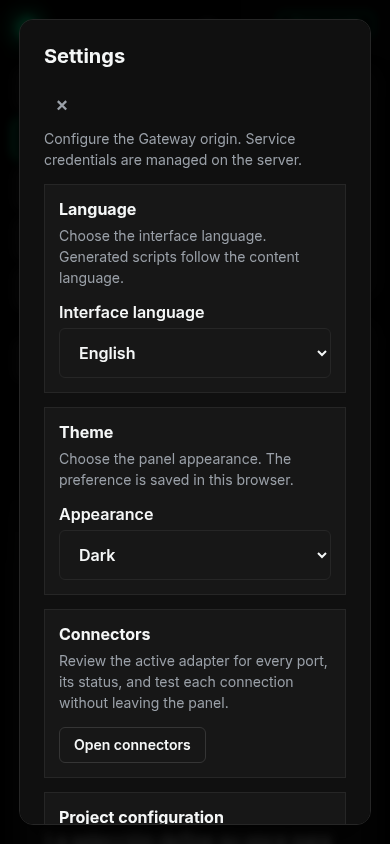 Settings
×
Configure the Gateway origin. Service
credentials are managed on the server.
Language
Choose the interface language.
Generated scripts follow the content
language.
Interface language
English
Theme
Choose the panel appearance. The
preference is saved in this browser.
Appearance
Dark
Connectors
Review the active adapter for every port,
its status, and test each connection
without leaving the panel.
Open connectors
Project configuration